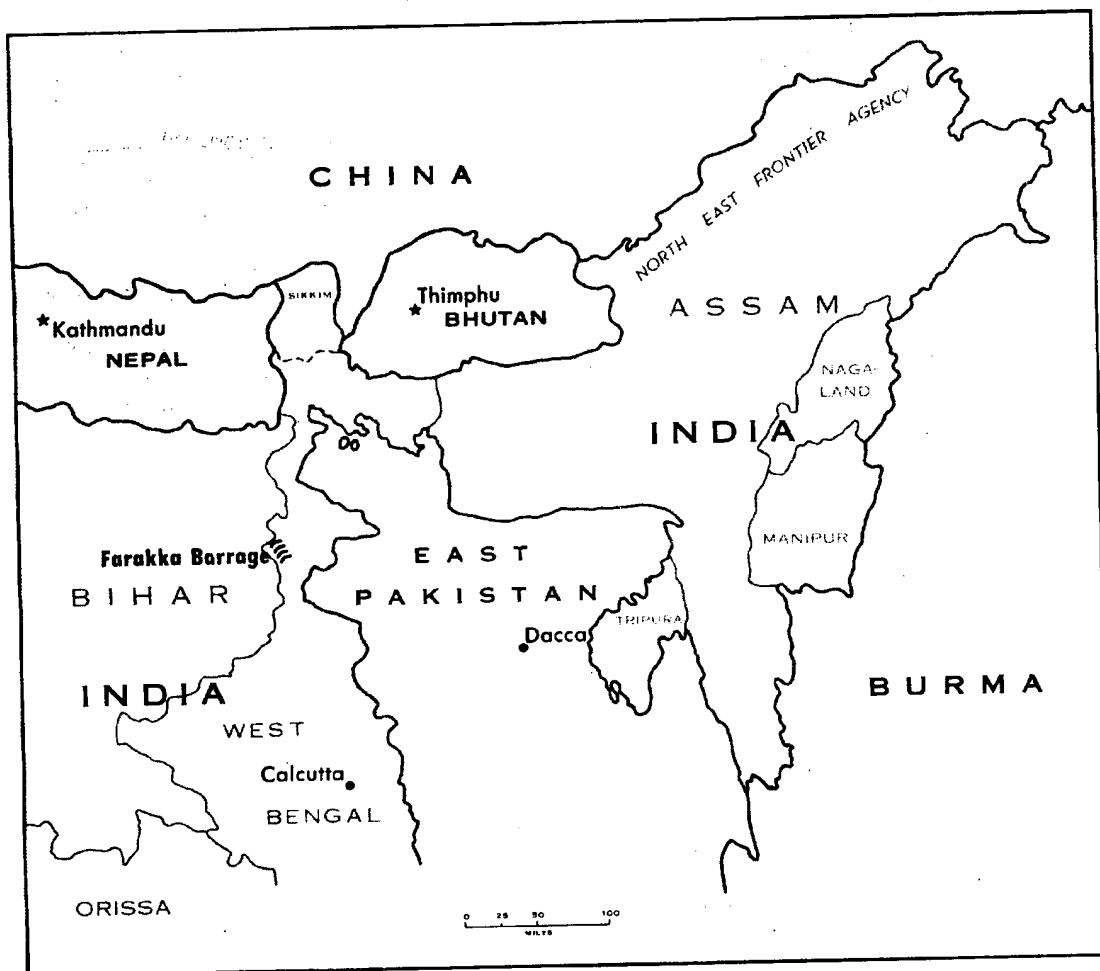 CHINA
NORTH EAST FRONTIER AGENCY
SIKKIM
Thimphu
BHUTAN
ASSAM
Kathmandu
NEPAL
NAGA-
LAND
INDIA
MANIPUR
Farakka Barrage
EAST
BIHAR
PAKISTAN
TRIPURA
Dacca
INDIA
BURMA
WEST
Calcutta
BENGAL
ORISSA
0 25 50 100
MILES